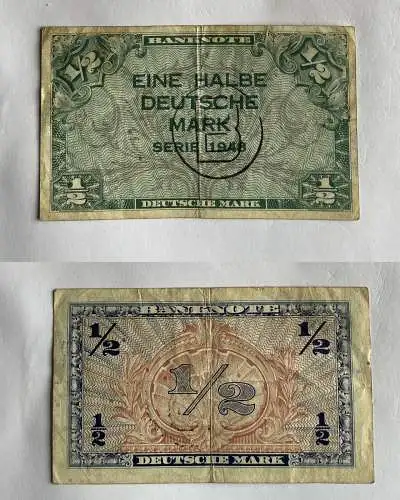 BANKNOTE
1/2 1/2
EINE HALBE
DEUTSCHE
MARK
SERIE 1948
B
1/2 1/2
DEUTSCHE MARK
BANKNOTE
1/2 1/2
1/2
1/2 1/2
DEUTSCHE MARK